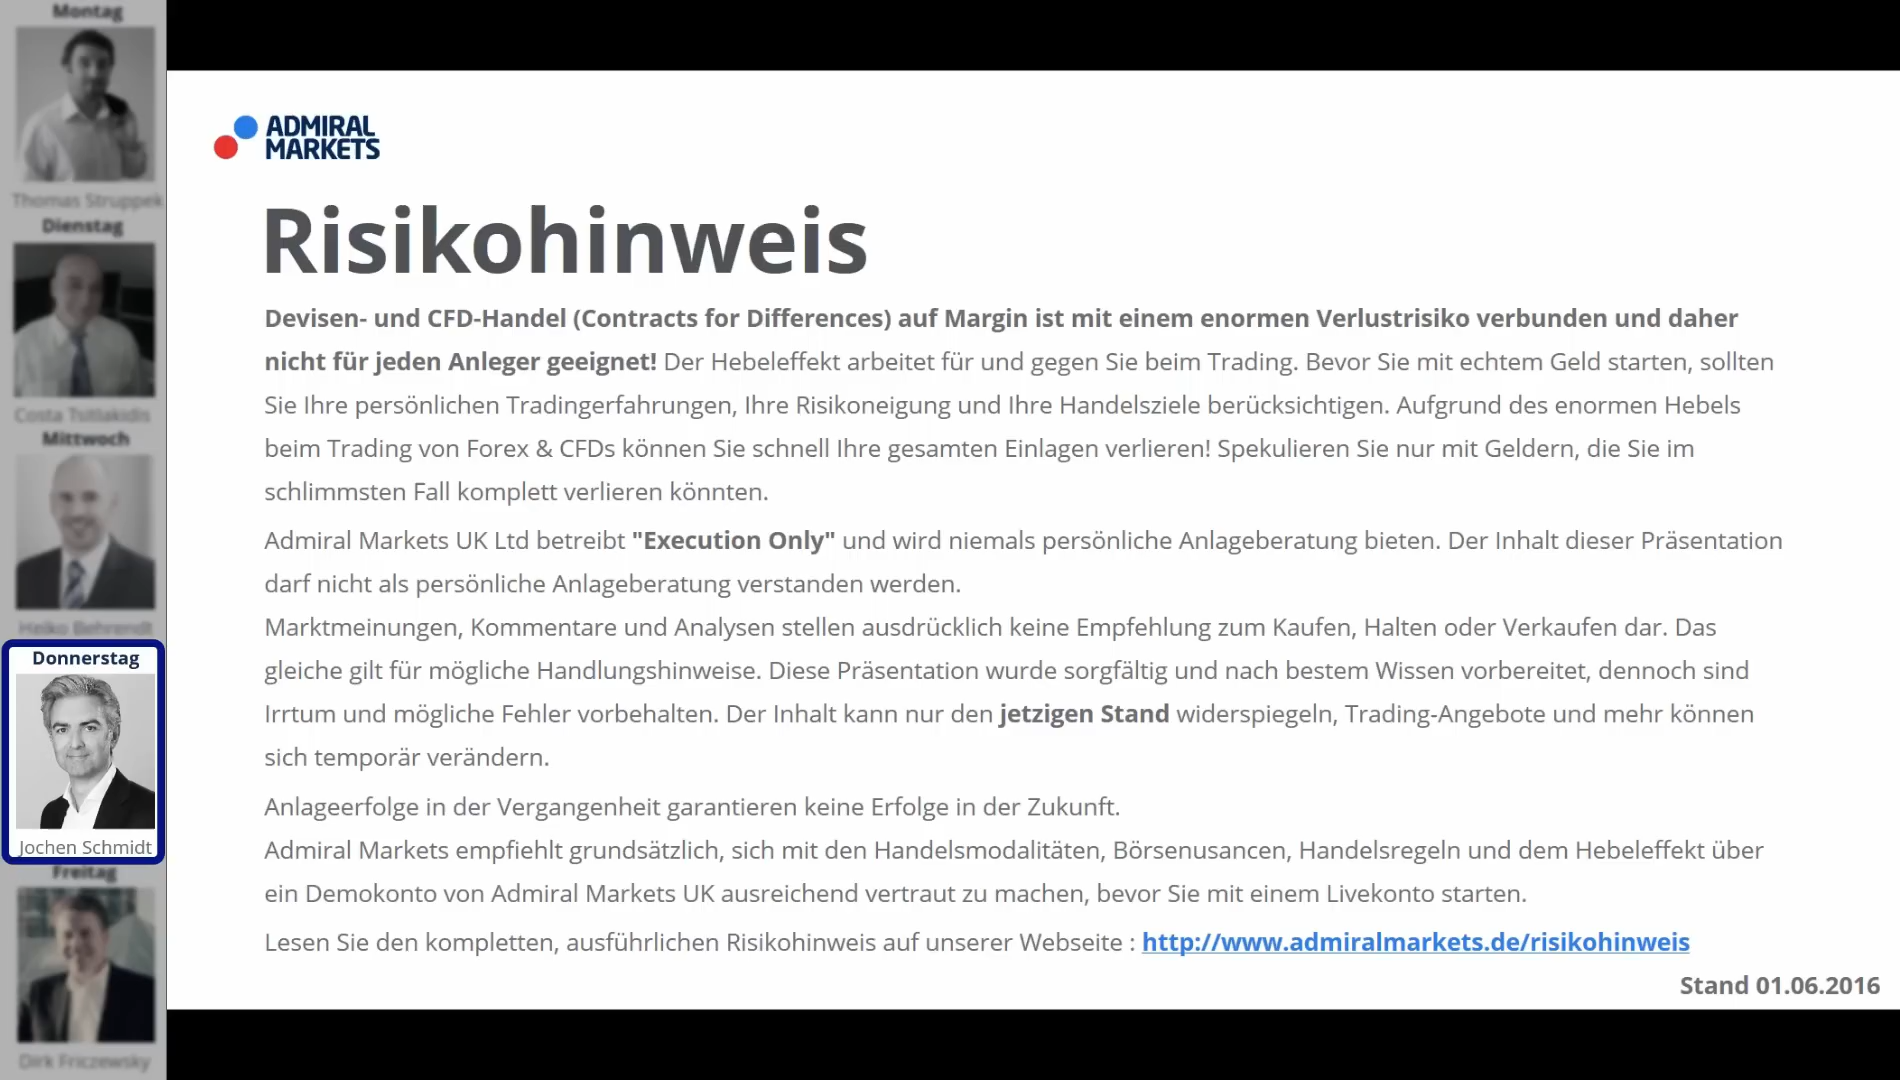 Montag
Thomas Struppek
Dienstag
Costa Tsitlakidis
Mittwoch
Heiko Behrendt
Donnerstag
Jochen Schmidt
Freitag
Dirk Friczewsky
ADMIRAL
MARKETS
Risikohinweis
Devisen- und CFD-Handel (Contracts for Differences) auf Margin ist mit einem enormen Verlustrisiko verbunden und daher
nicht für jeden Anleger geeignet! Der Hebeleffekt arbeitet für und gegen Sie beim Trading. Bevor Sie mit echtem Geld starten, sollten
Sie Ihre persönlichen Tradingerfahrungen, Ihre Risikoneigung und Ihre Handelsziele berücksichtigen. Aufgrund des enormen Hebels
beim Trading von Forex & CFDs können Sie schnell Ihre gesamten Einlagen verlieren! Spekulieren Sie nur mit Geldern, die Sie im
schlimmsten Fall komplett verlieren könnten.
Admiral Markets UK Ltd betreibt "Execution Only" und wird niemals persönliche Anlageberatung bieten. Der Inhalt dieser Präsentation
darf nicht als persönliche Anlageberatung verstanden werden.
Marktmeinungen, Kommentare und Analysen stellen ausdrücklich keine Empfehlung zum Kaufen, Halten oder Verkaufen dar. Das
gleiche gilt für mögliche Handlungshinweise. Diese Präsentation wurde sorgfältig und nach bestem Wissen vorbereitet, dennoch sind
Irrtum und mögliche Fehler vorbehalten. Der Inhalt kann nur den jetzigen Stand widerspiegeln, Trading-Angebote und mehr können
sich temporär verändern.
Anlageerfolge in der Vergangenheit garantieren keine Erfolge in der Zukunft.
Admiral Markets empfiehlt grundsätzlich, sich mit den Handelsmodalitäten, Börsenusancen, Handelsregeln und dem Hebeleffekt über
ein Demokonto von Admiral Markets UK ausreichend vertraut zu machen, bevor Sie mit einem Livekonto starten.
Lesen Sie den kompletten, ausführlichen Risikohinweis auf unserer Webseite : http://www.admiralmarkets.de/risikohinweis
Stand 01.06.2016